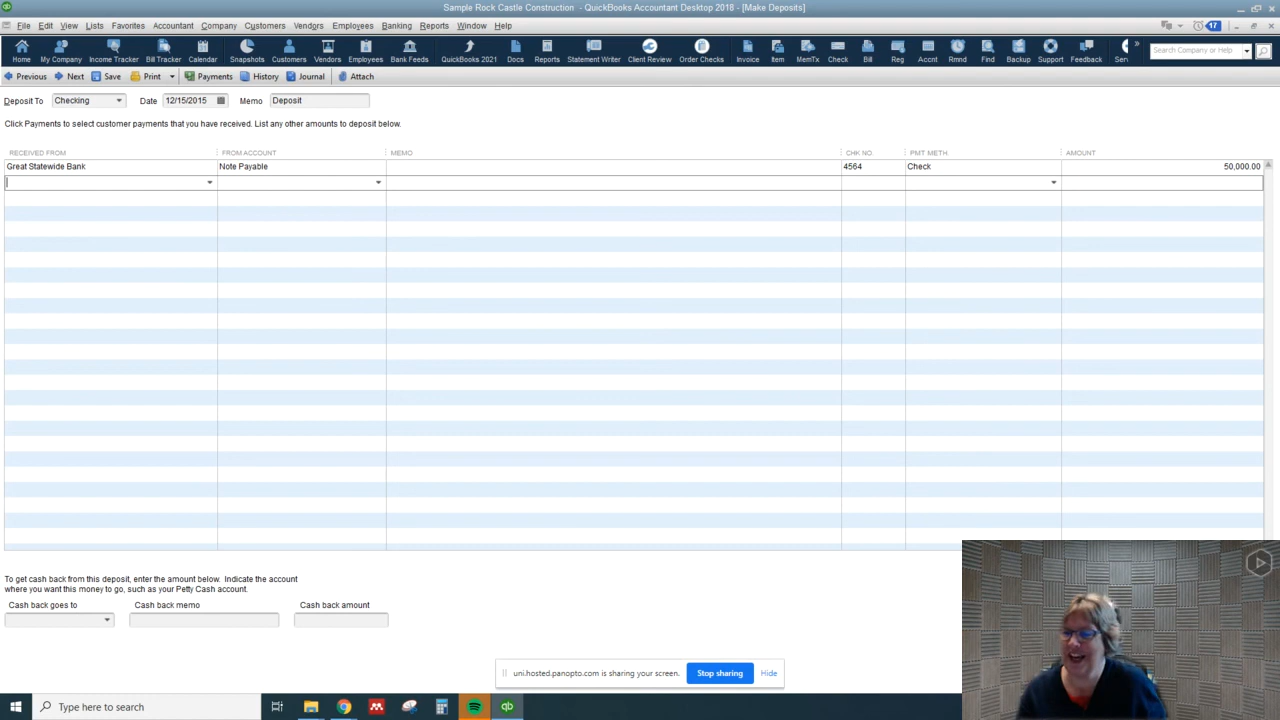 Sample Rock Castle Construction - QuickBooks Accountant Desktop 2018 - [Make Deposits]
File Edit View Lists Favorites Accountant Company Customers Vendors Employees Banking Reports Window Help 17
Home My Company Income Tracker Bill Tracker Calendar Snapshots Customers Vendors Employees Bank Feeds QuickBooks 2021 Docs Reports Statement Writer Client Review Order Checks Invoice Item MemTx Check Bill Reg Accnt Rmnd Find Backup Support Feedback Serv Search Company or Help
Previous Next Save Print Payments History Journal Attach
Deposit To Checking Date 12/15/2015 Memo Deposit
Click Payments to select customer payments that you have received. List any other amounts to deposit below.
RECEIVED FROM FROM ACCOUNT MEMO CHK NO. PMT METH. AMOUNT
Great Statewide Bank Note Payable 4564 Check 50,000.00
To get cash back from this deposit, enter the amount below. Indicate the account
where you want this money to go, such as your Petty Cash account.
Cash back goes to Cash back memo Cash back amount
uni.hosted.panopto.com is sharing your screen. Stop sharing Hide
Type here to search
qb